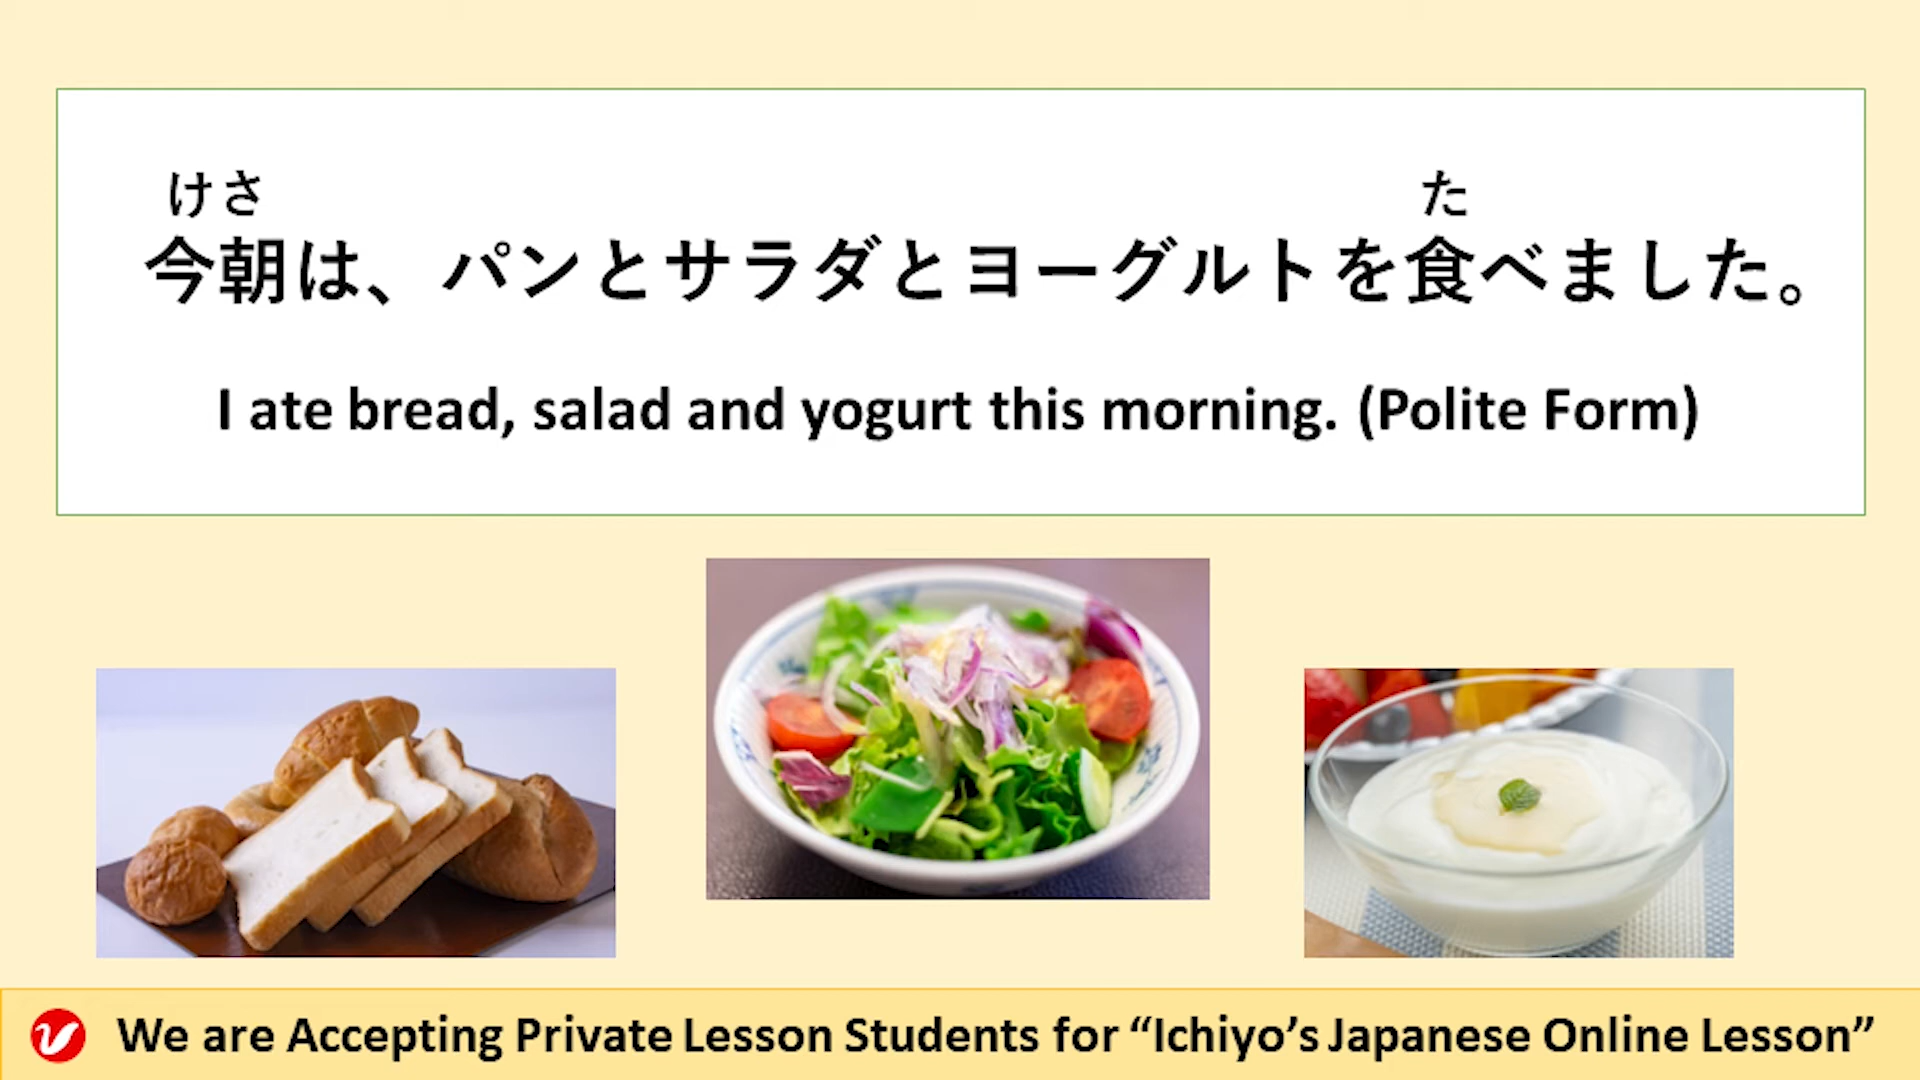 けさ た
今朝は、パンとサラダとヨーグルトを食べました。
I ate bread, salad and yogurt this morning. (Polite Form)
We are Accepting Private Lesson Students for “Ichiyo’s Japanese Online Lesson”